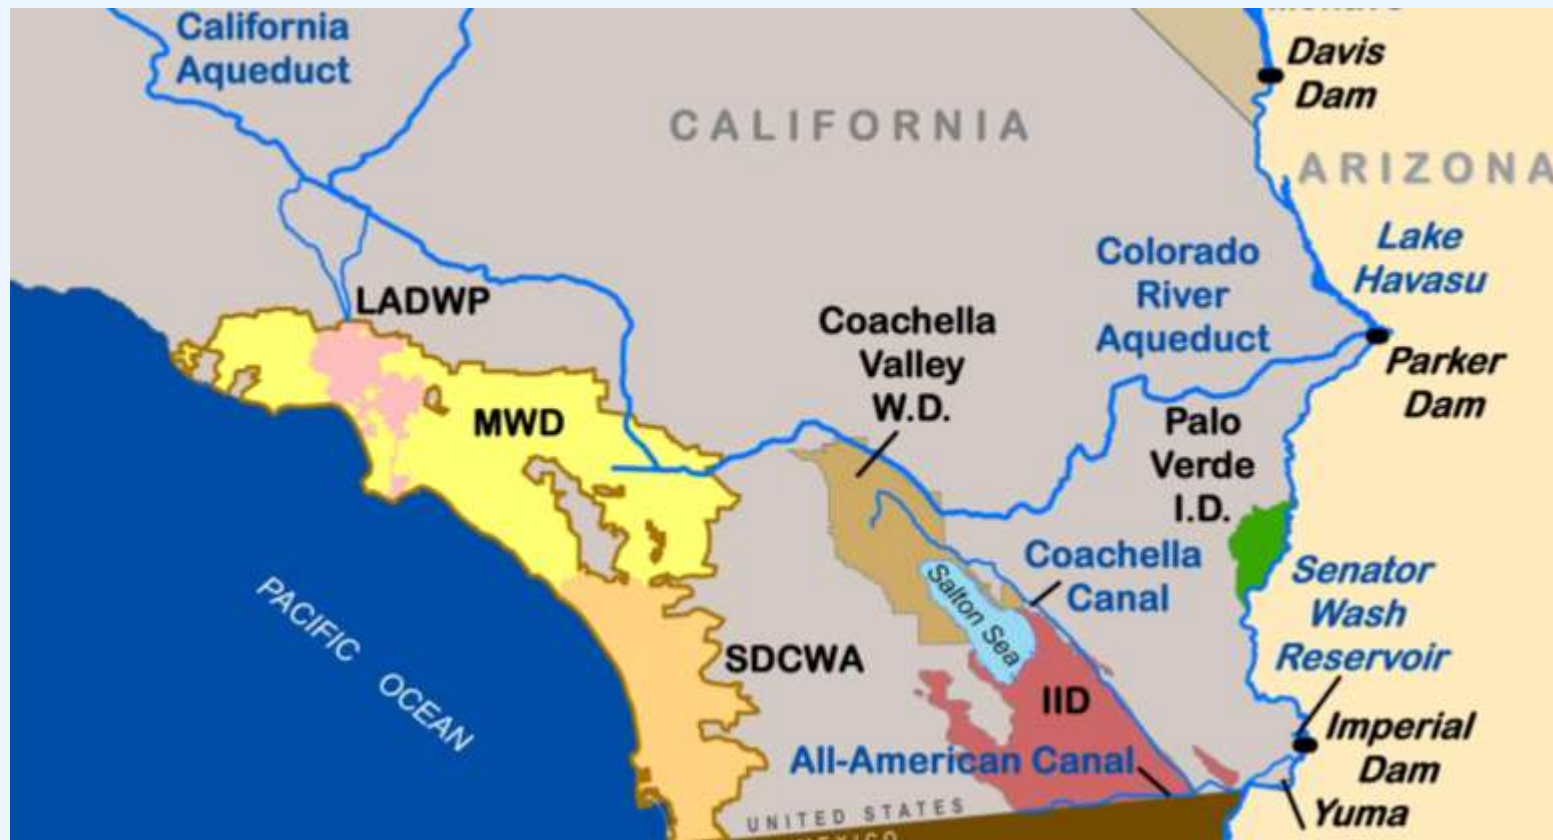 California
Aqueduct
Davis
Dam
CALIFORNIA
ARIZONA
Lake
Havasu
Colorado
River
Aqueduct
LADWP
Coachella
Valley
W.D.
Parker
Dam
MWD
Palo
Verde
I.D.
Coachella
Canal
Senator
Wash
Reservoir
Salton Sea
PACIFIC OCEAN
SDCWA
IID
All-American Canal
Imperial
Dam
Yuma
UNITED STATES